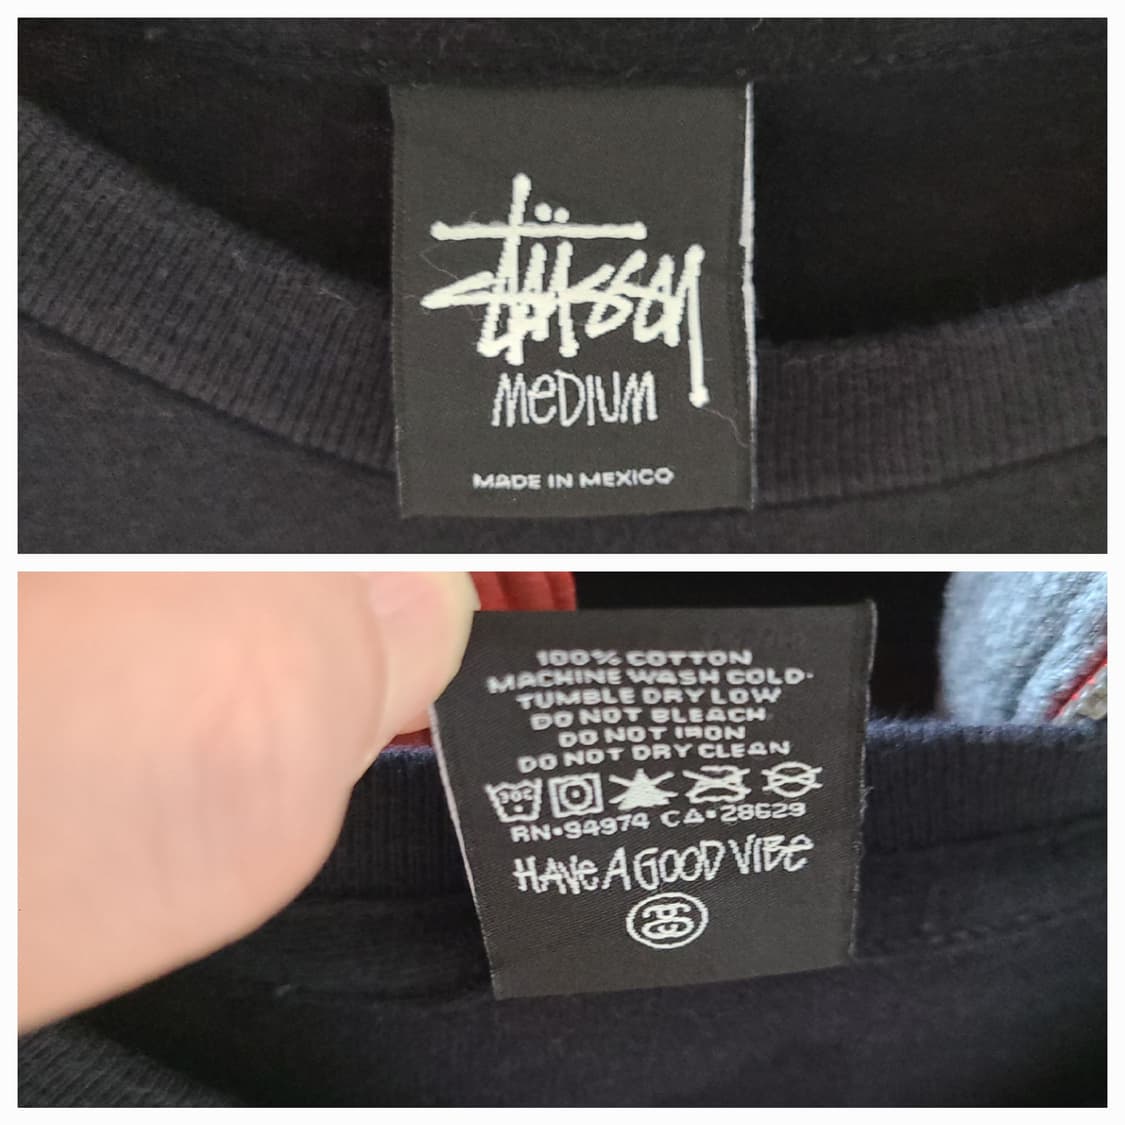 Stüssy
MEDIUM
MADE IN MEXICO
100% COTTON
MACHINE WASH COLD
TUMBLE DRY LOW
DO NOT BLEACH
DO NOT IRON
DO NOT DRY CLEAN
30C
RN•94974 CA•28629
HAVE A GOOD VIBE